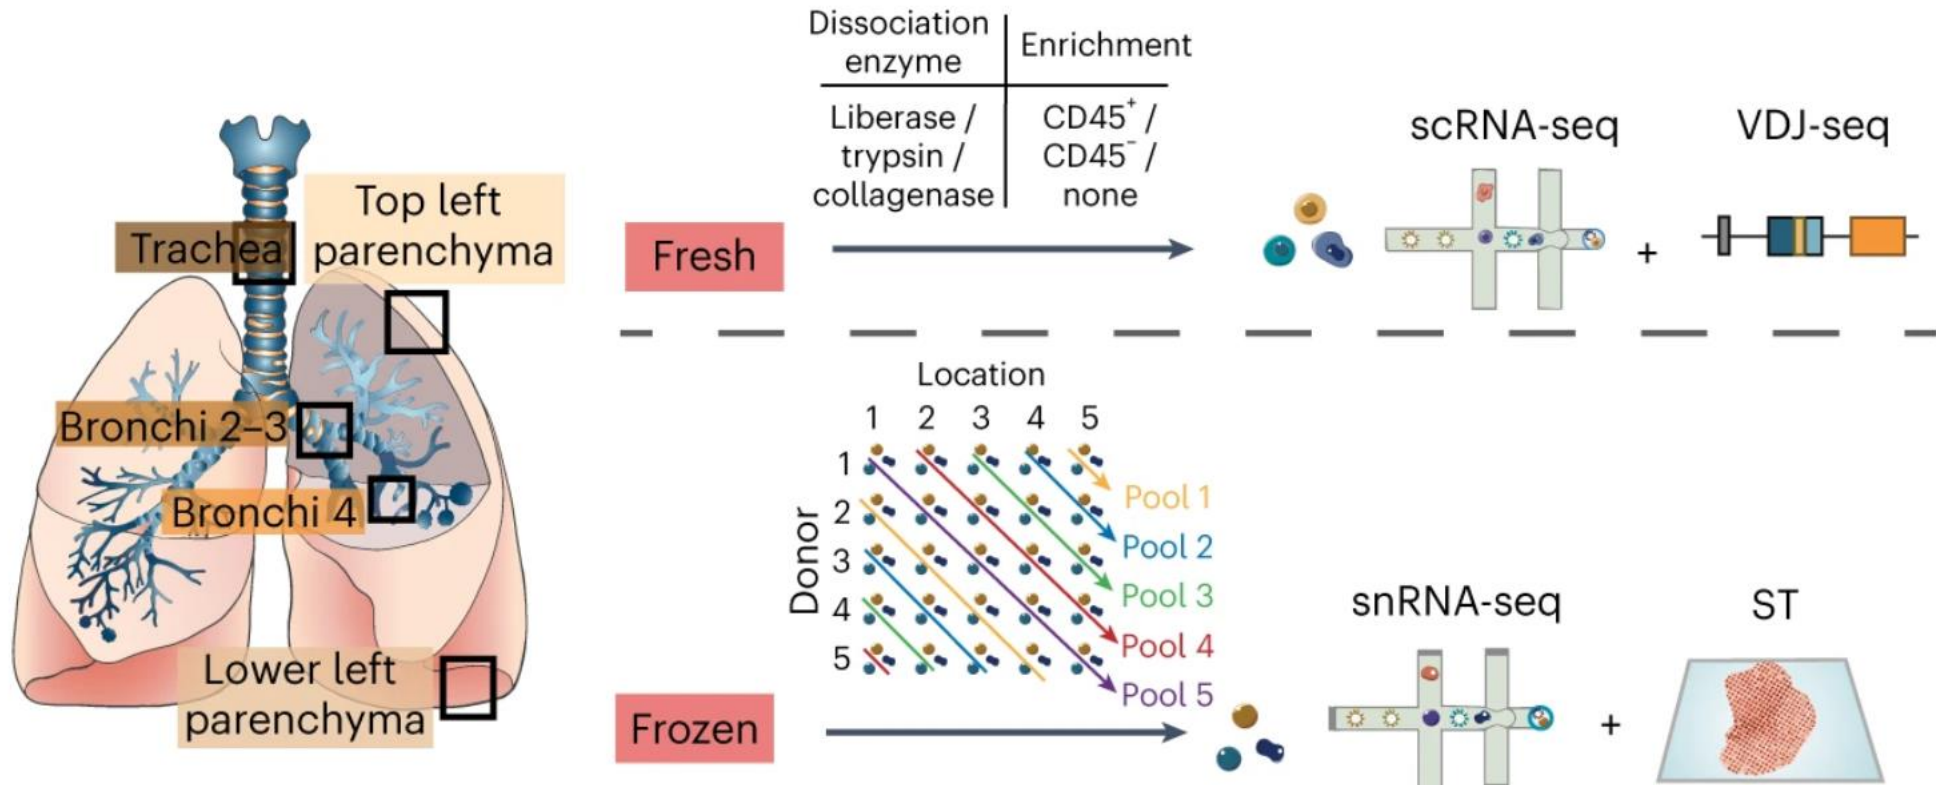 Trachea
Top left
parenchyma
Bronchi 2–3
Bronchi 4
Lower left
parenchyma
Fresh
Dissociation
enzyme
Enrichment
Liberase /
trypsin /
collagenase
CD45⁺ /
CD45⁻ /
none
scRNA-seq
+
VDJ-seq
Location
1 2 3 4 5
Donor
1
2
3
4
5
Pool 1
Pool 2
Pool 3
Pool 4
Pool 5
Frozen
snRNA-seq
+
ST